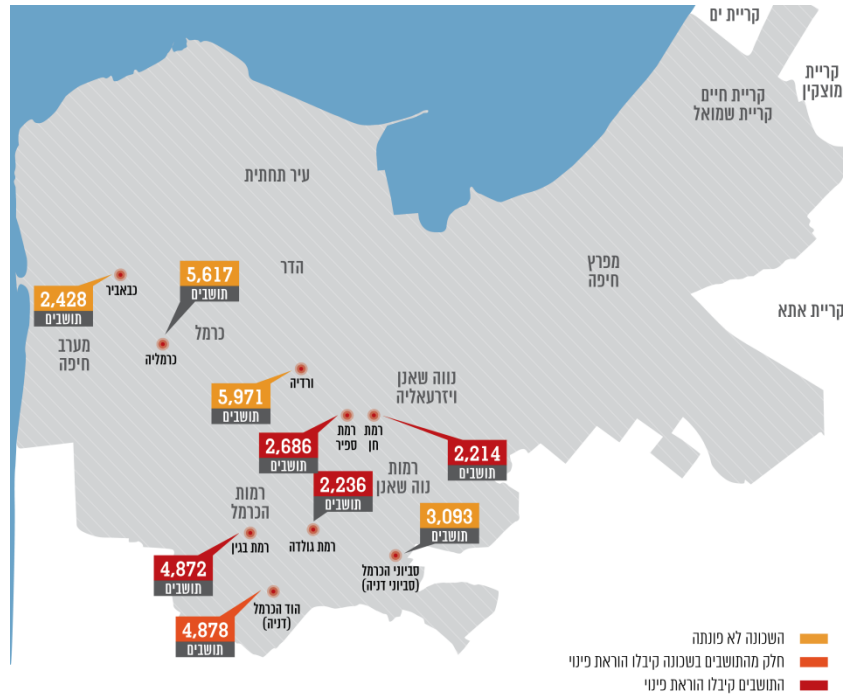 קריית ים
קריית
מוצקין
קריית חיים
קריית שמואל
עיר תחתית
הדר
מפרץ
חיפה
קריית אתא
5,617
תושבים
כבאביר
2,428
תושבים
כרמל
כרמליה
מערב
חיפה
ורדיה
5,971
תושבים
נווה שאנן
ויזרעאליה
רמת
חן
רמת
ספיר
2,686
תושבים
2,214
תושבים
רמות
נוה שאנן
2,236
תושבים
רמות
הכרמל
3,093
תושבים
רמת גולדה
רמת בגין
4,872
תושבים
סביוני הכרמל
(סביוני דניה)
הוד הכרמל
(דניה)
4,878
תושבים
השכונה לא פונתה
חלק מהתושבים בשכונה קיבלו הוראת פינוי
התושבים קיבלו הוראת פינוי